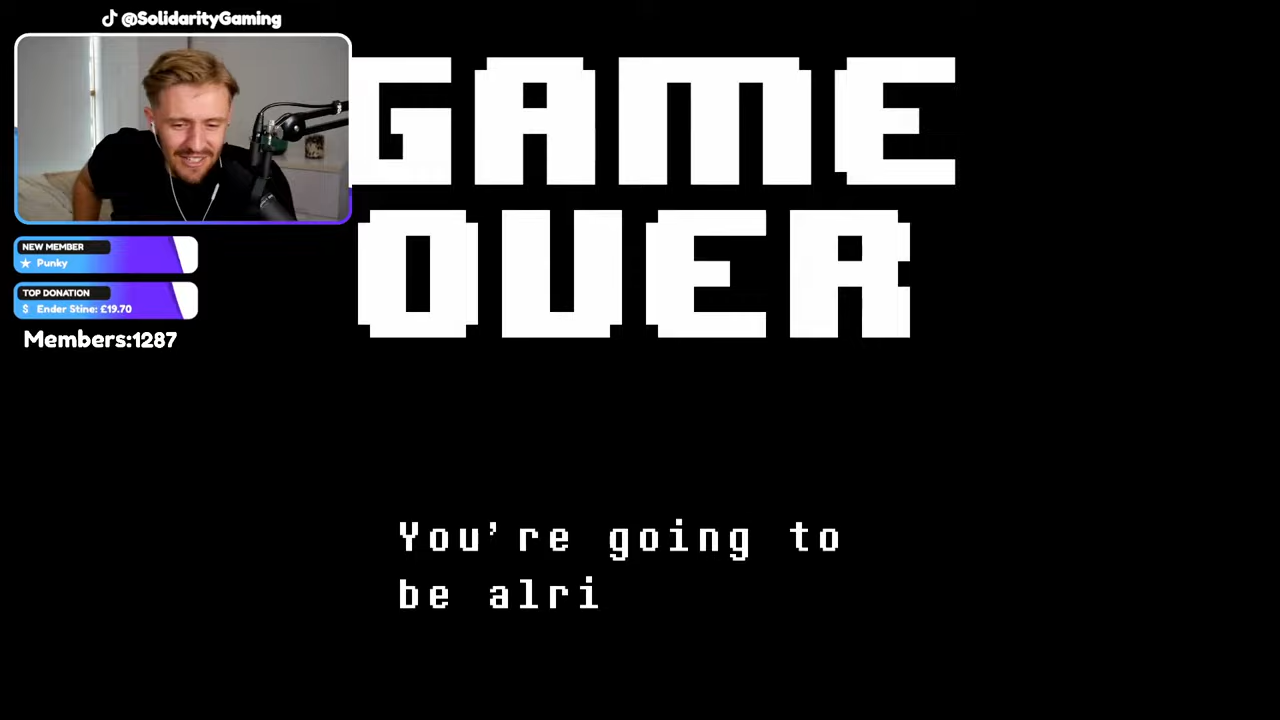 @SolidarityGaming
GAME
OVER
NEW MEMBER
Punky
TOP DONATION
$ Ender Stine: £19.70
Members:1287
You're going to
be alri